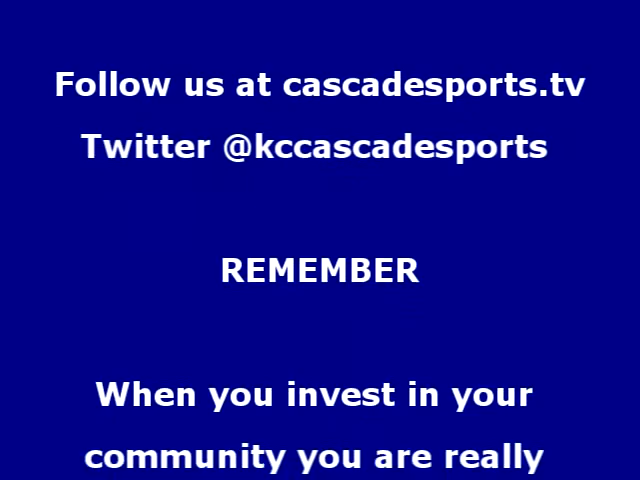 Follow us at cascadesports.tv
Twitter @kccascadesports
REMEMBER
When you invest in your
community you are really